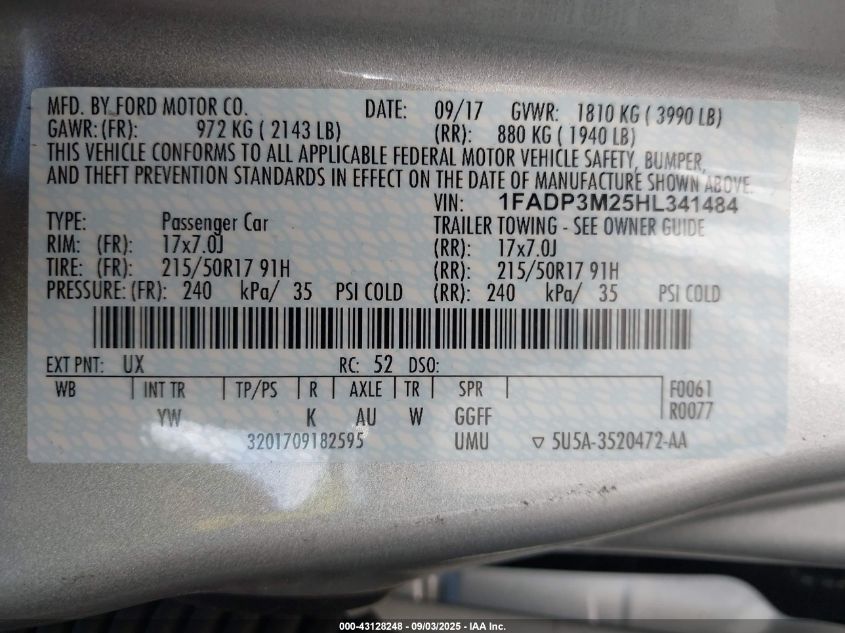 MFD. BY FORD MOTOR CO. DATE: 09/17 GVWR: 1810 KG ( 3990 LB)
GAWR: (FR): 972 KG ( 2143 LB) (RR): 880 KG ( 1940 LB)
THIS VEHICLE CONFORMS TO ALL APPLICABLE FEDERAL MOTOR VEHICLE SAFETY, BUMPER,
AND THEFT PREVENTION STANDARDS IN EFFECT ON THE DATE OF MANUFACTURE SHOWN ABOVE.
VIN: 1FADP3M25HL341484
TYPE: Passenger Car TRAILER TOWING - SEE OWNER GUIDE
RIM: (FR): 17x7.0J (RR): 17x7.0J
TIRE: (FR): 215/50R17 91H (RR): 215/50R17 91H
PRESSURE: (FR): 240 kPa/ 35 PSI COLD (RR): 240 kPa/ 35 PSI COLD
EXT PNT: UX RC: 52 DSO:
WB INT TR TP/PS R AXLE TR SPR F0061
YW K AU W GGFF R0077
3201709182595 UMU ▽ 5U5A-3520472-AA
000-43128248 - 09/03/2025 - IAA Inc.